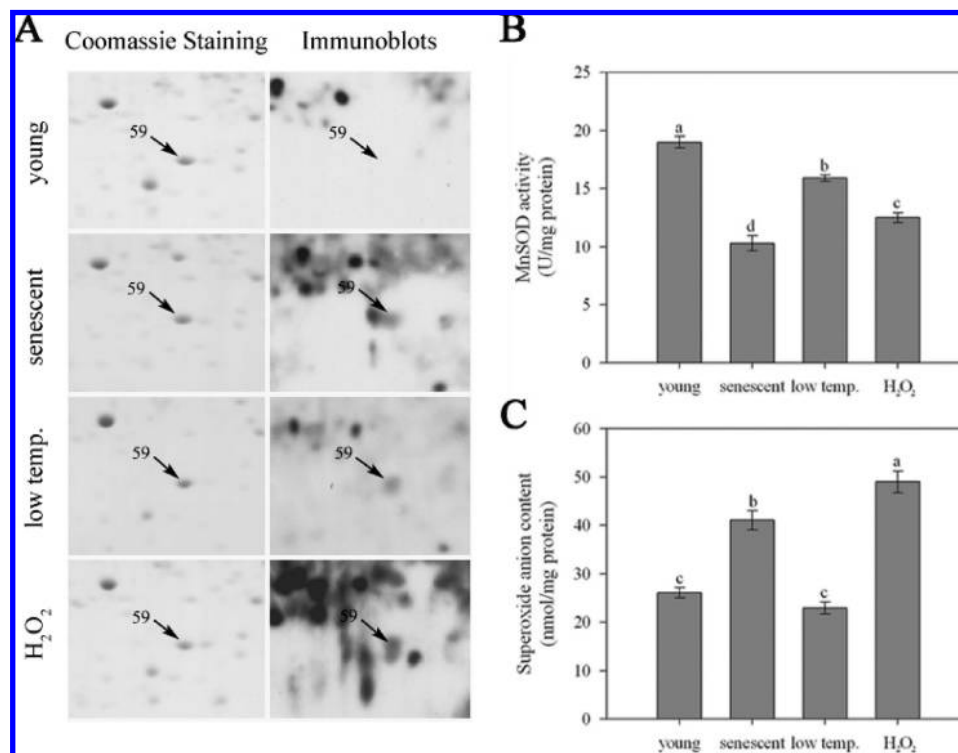 A
Coomassie Staining
Immunoblots
young
59
59
senescent
59
59
low temp.
59
59
H₂O₂
59
59
B
MnSOD activity
(U/mg protein)
25
20
15
10
5
0
a
d
b
c
young
senescent
low temp.
H₂O₂
C
Superoxide anion content
(nmol/mg protein)
60
50
40
30
20
10
0
c
b
c
a
young
senescent
low temp.
H₂O₂